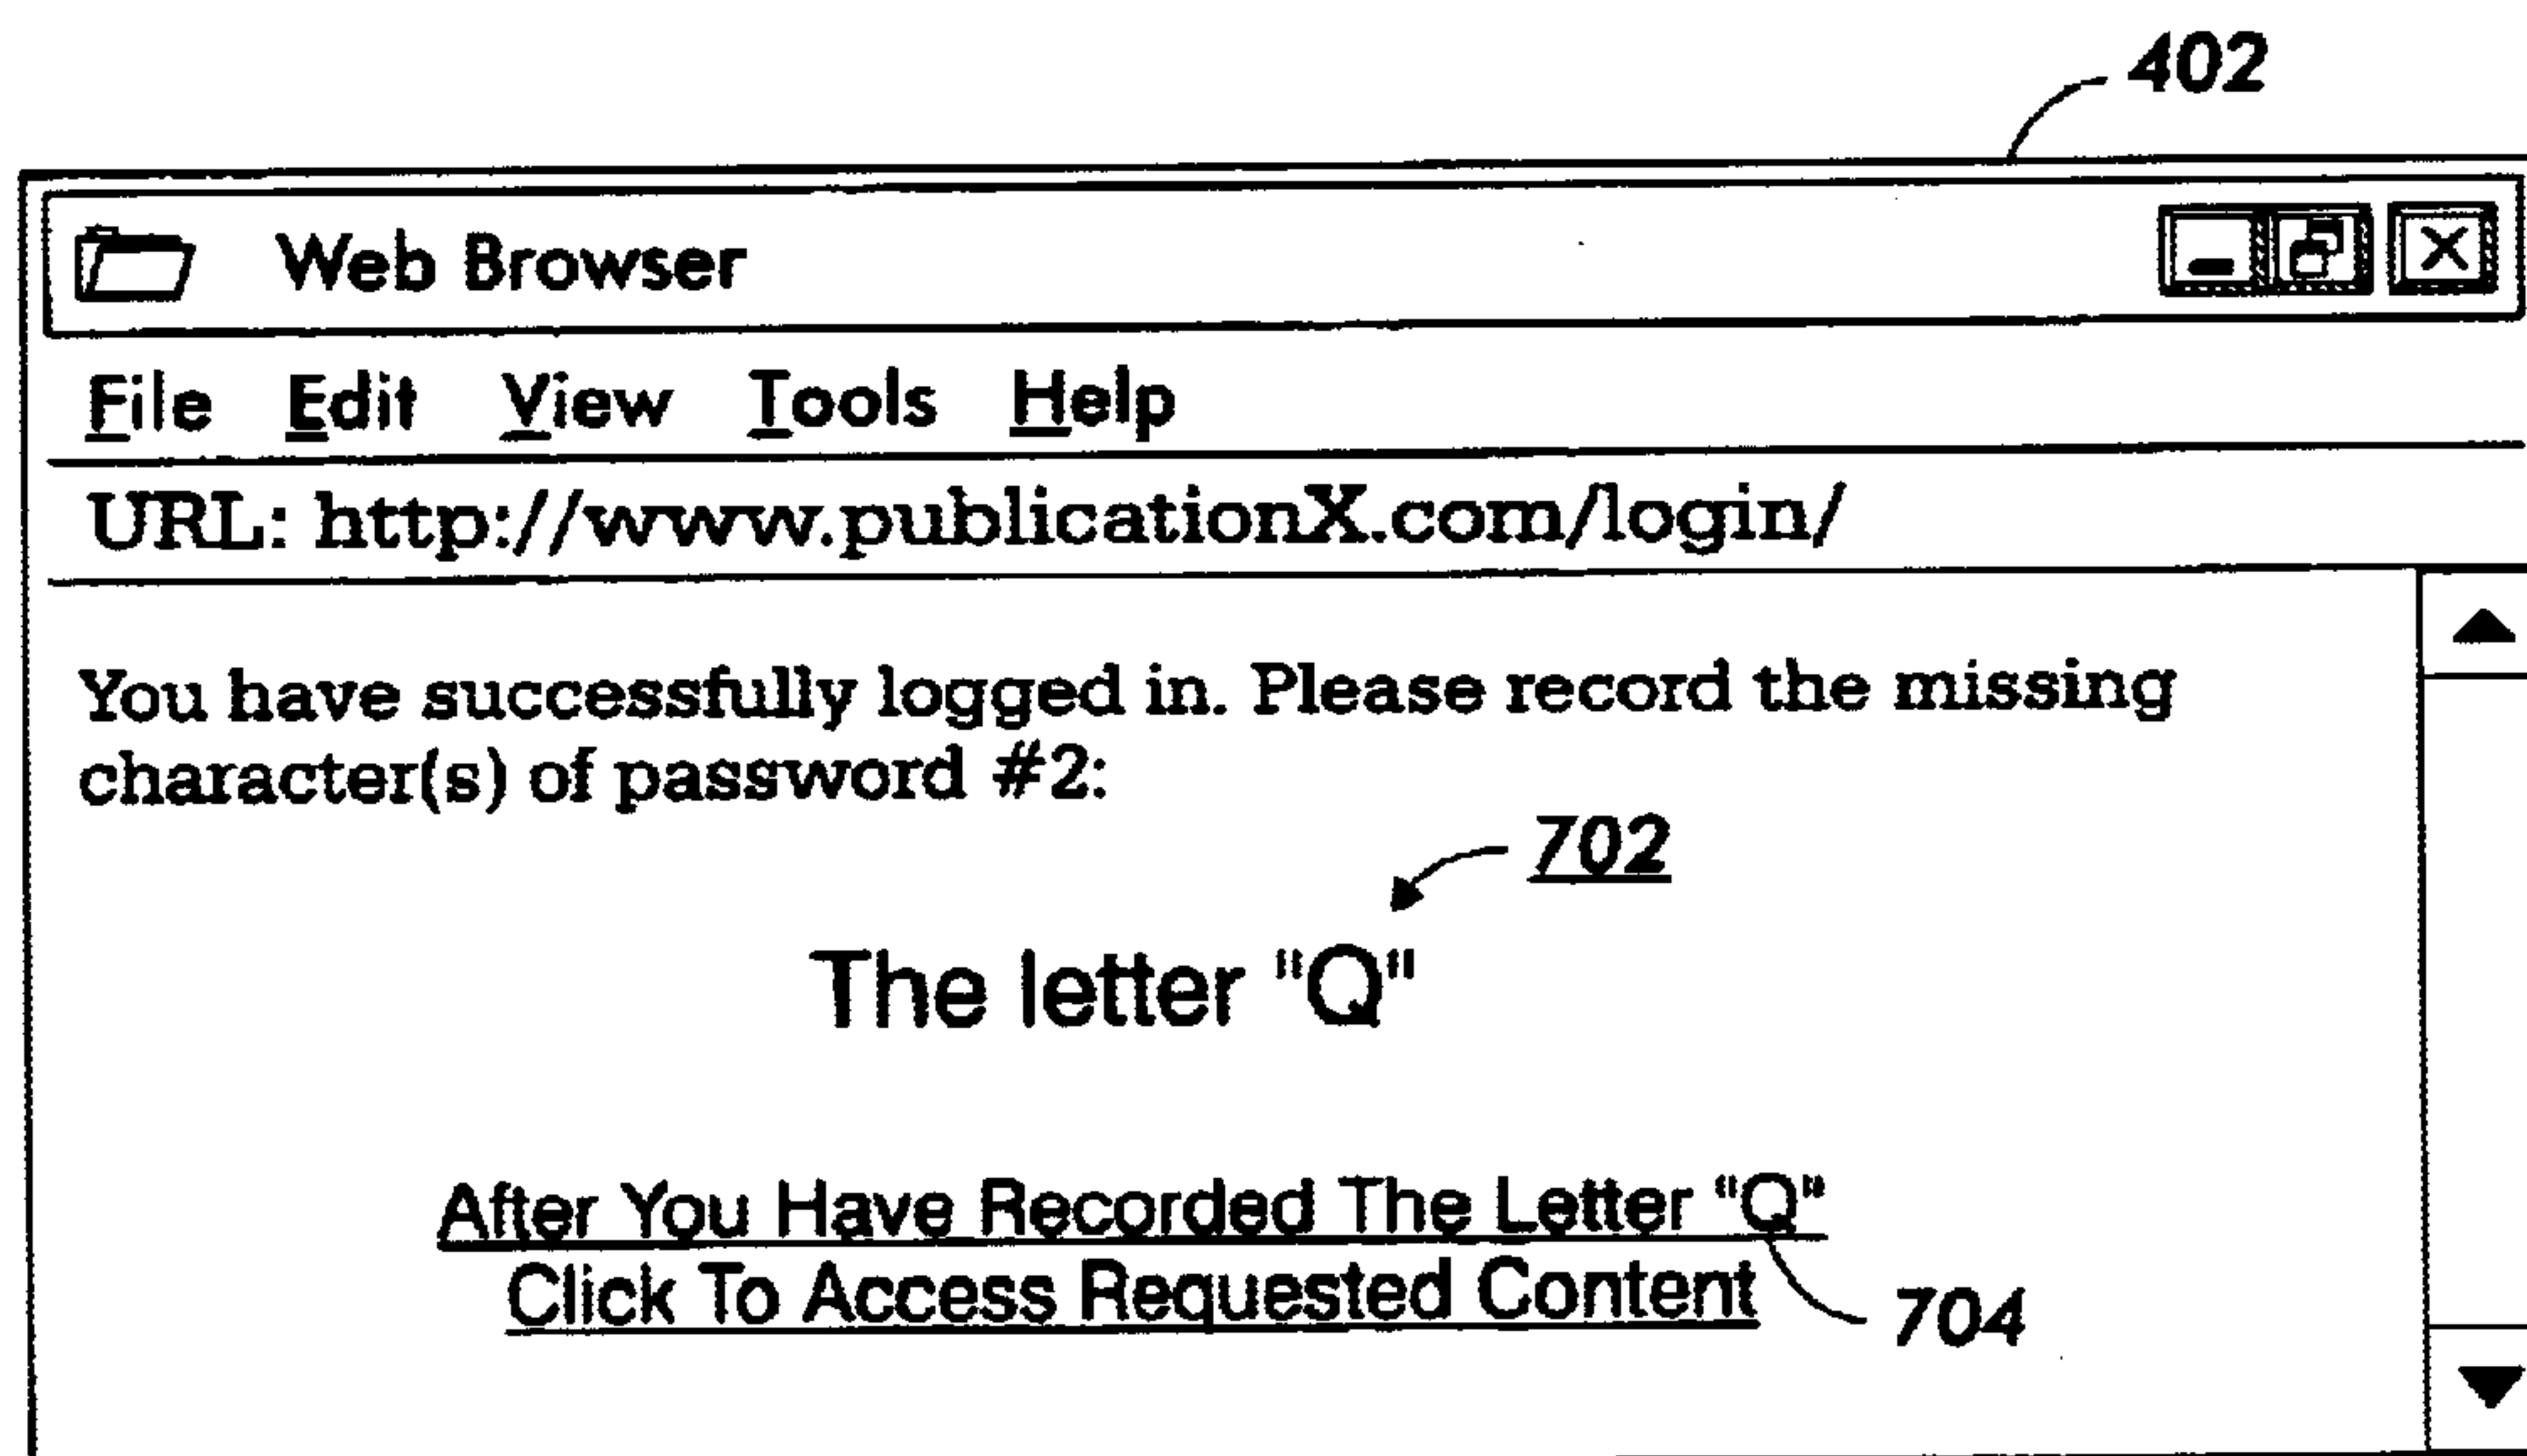 402
Web Browser
File Edit View Tools Help
URL: http://www.publicationX.com/login/
You have successfully logged in. Please record the missing
character(s) of password #2:
702
The letter "Q"
After You Have Recorded The Letter "Q"
Click To Access Requested Content
704